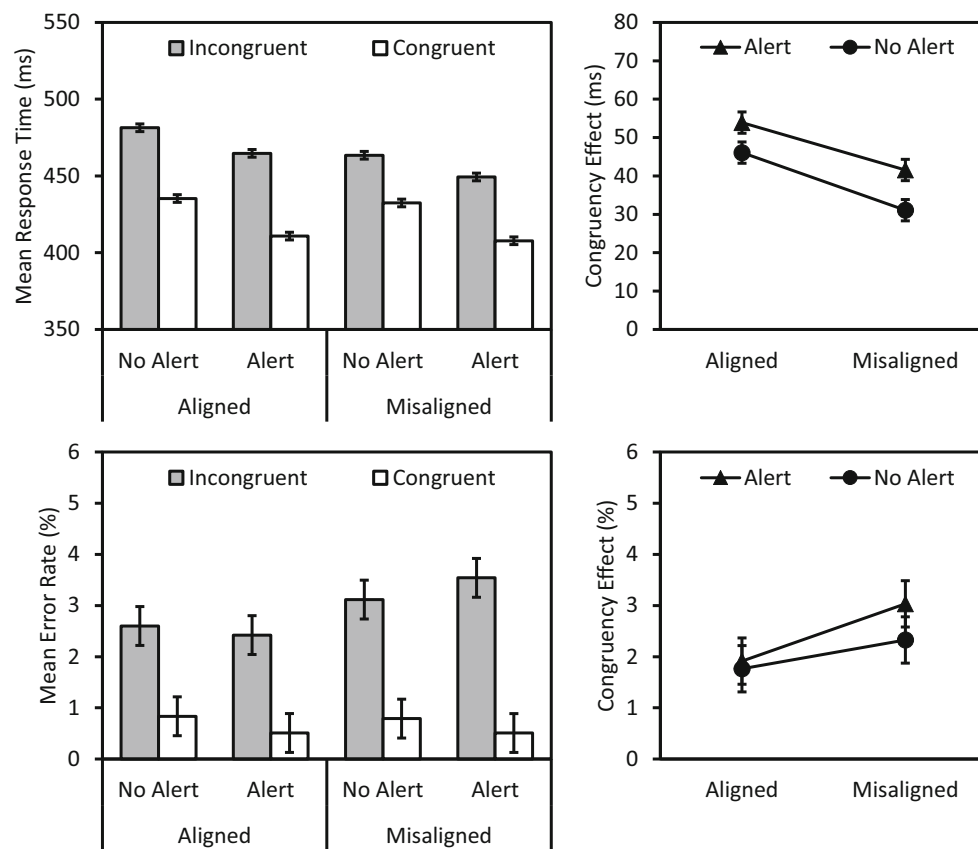 Mean Response Time (ms)
550
500
450
400
350
Incongruent Congruent
No Alert Alert No Alert Alert
Aligned Misaligned
Congruency Effect (ms)
80
70
60
50
40
30
20
10
0
Alert No Alert
Aligned Misaligned
Mean Error Rate (%)
6
5
4
3
2
1
0
Incongruent Congruent
No Alert Alert No Alert Alert
Aligned Misaligned
Congruency Effect (%)
6
5
4
3
2
1
0
Alert No Alert
Aligned Misaligned